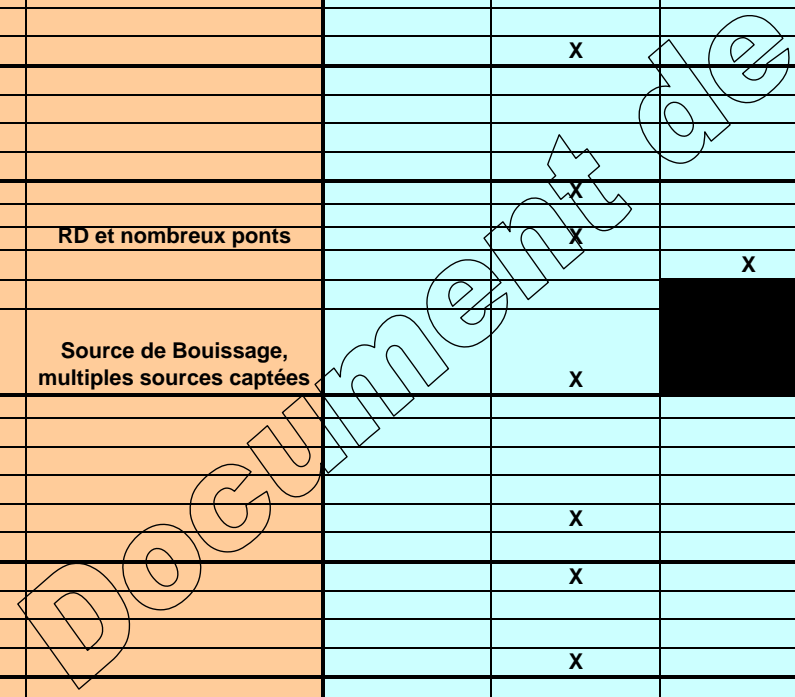 X
X
RD et nombreux ponts X
X
Source de Bouissage,
multiples sources captées X
X
X
X
Document de